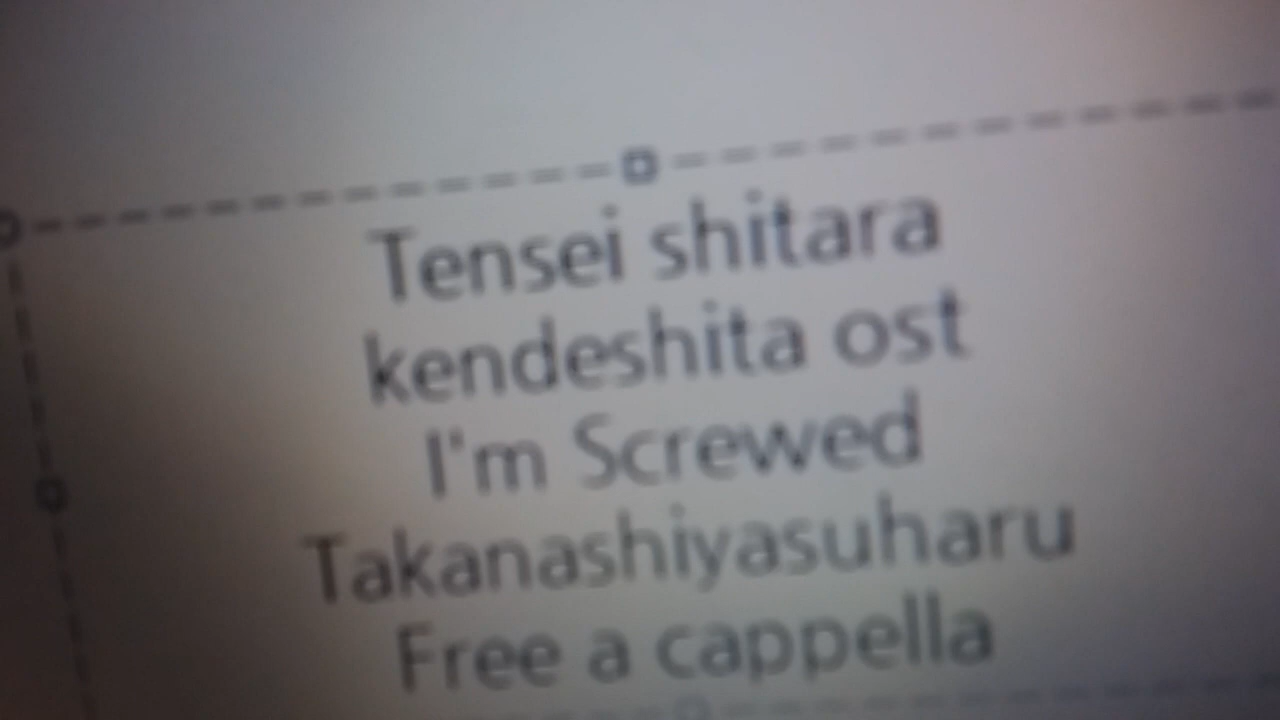 Tensei shitara
kendeshita ost
I'm Screwed
Takanashiyasuharu
Free a cappella